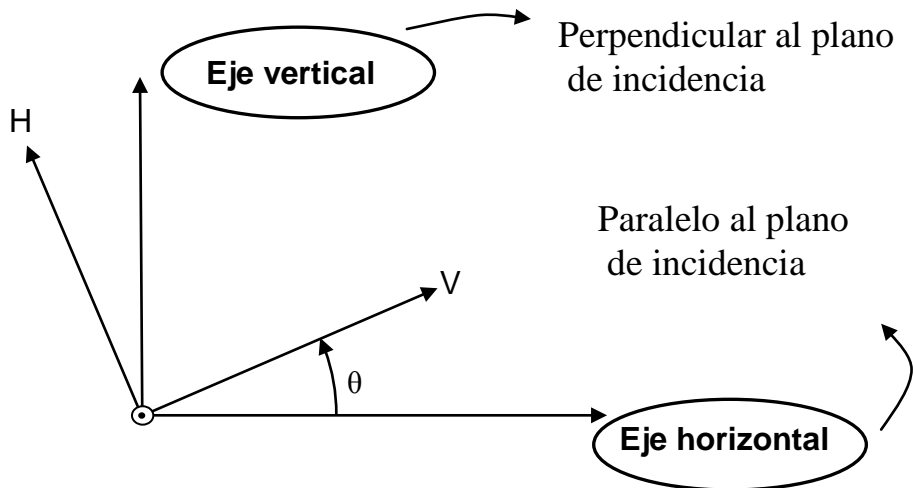 Perpendicular al plano
de incidencia
Eje vertical
H
Paralelo al plano
de incidencia
V
θ
Eje horizontal